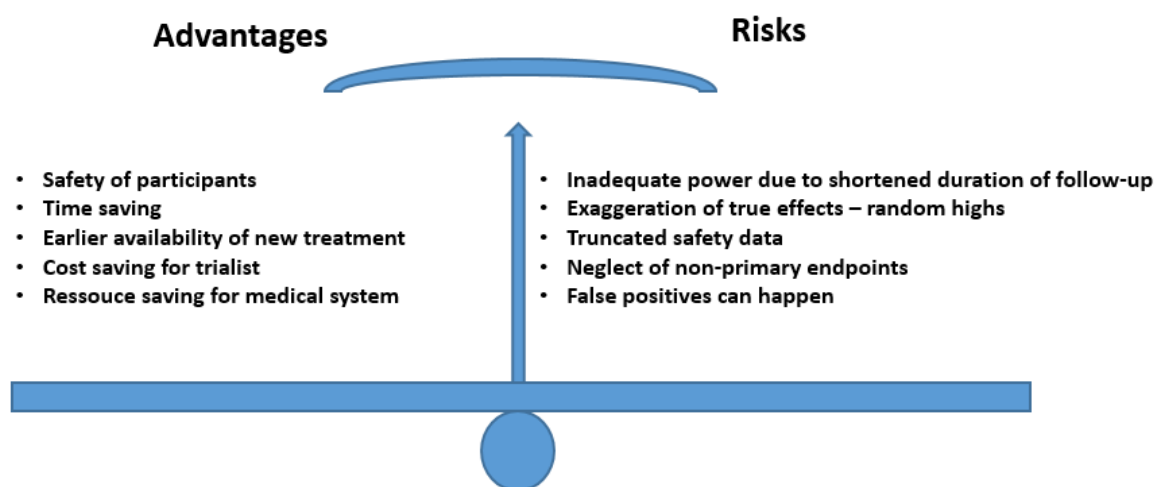 Advantages
Risks
• Safety of participants
• Time saving
• Earlier availability of new treatment
• Cost saving for trialist
• Ressouce saving for medical system
• Inadequate power due to shortened duration of follow-up
• Exaggeration of true effects – random highs
• Truncated safety data
• Neglect of non-primary endpoints
• False positives can happen